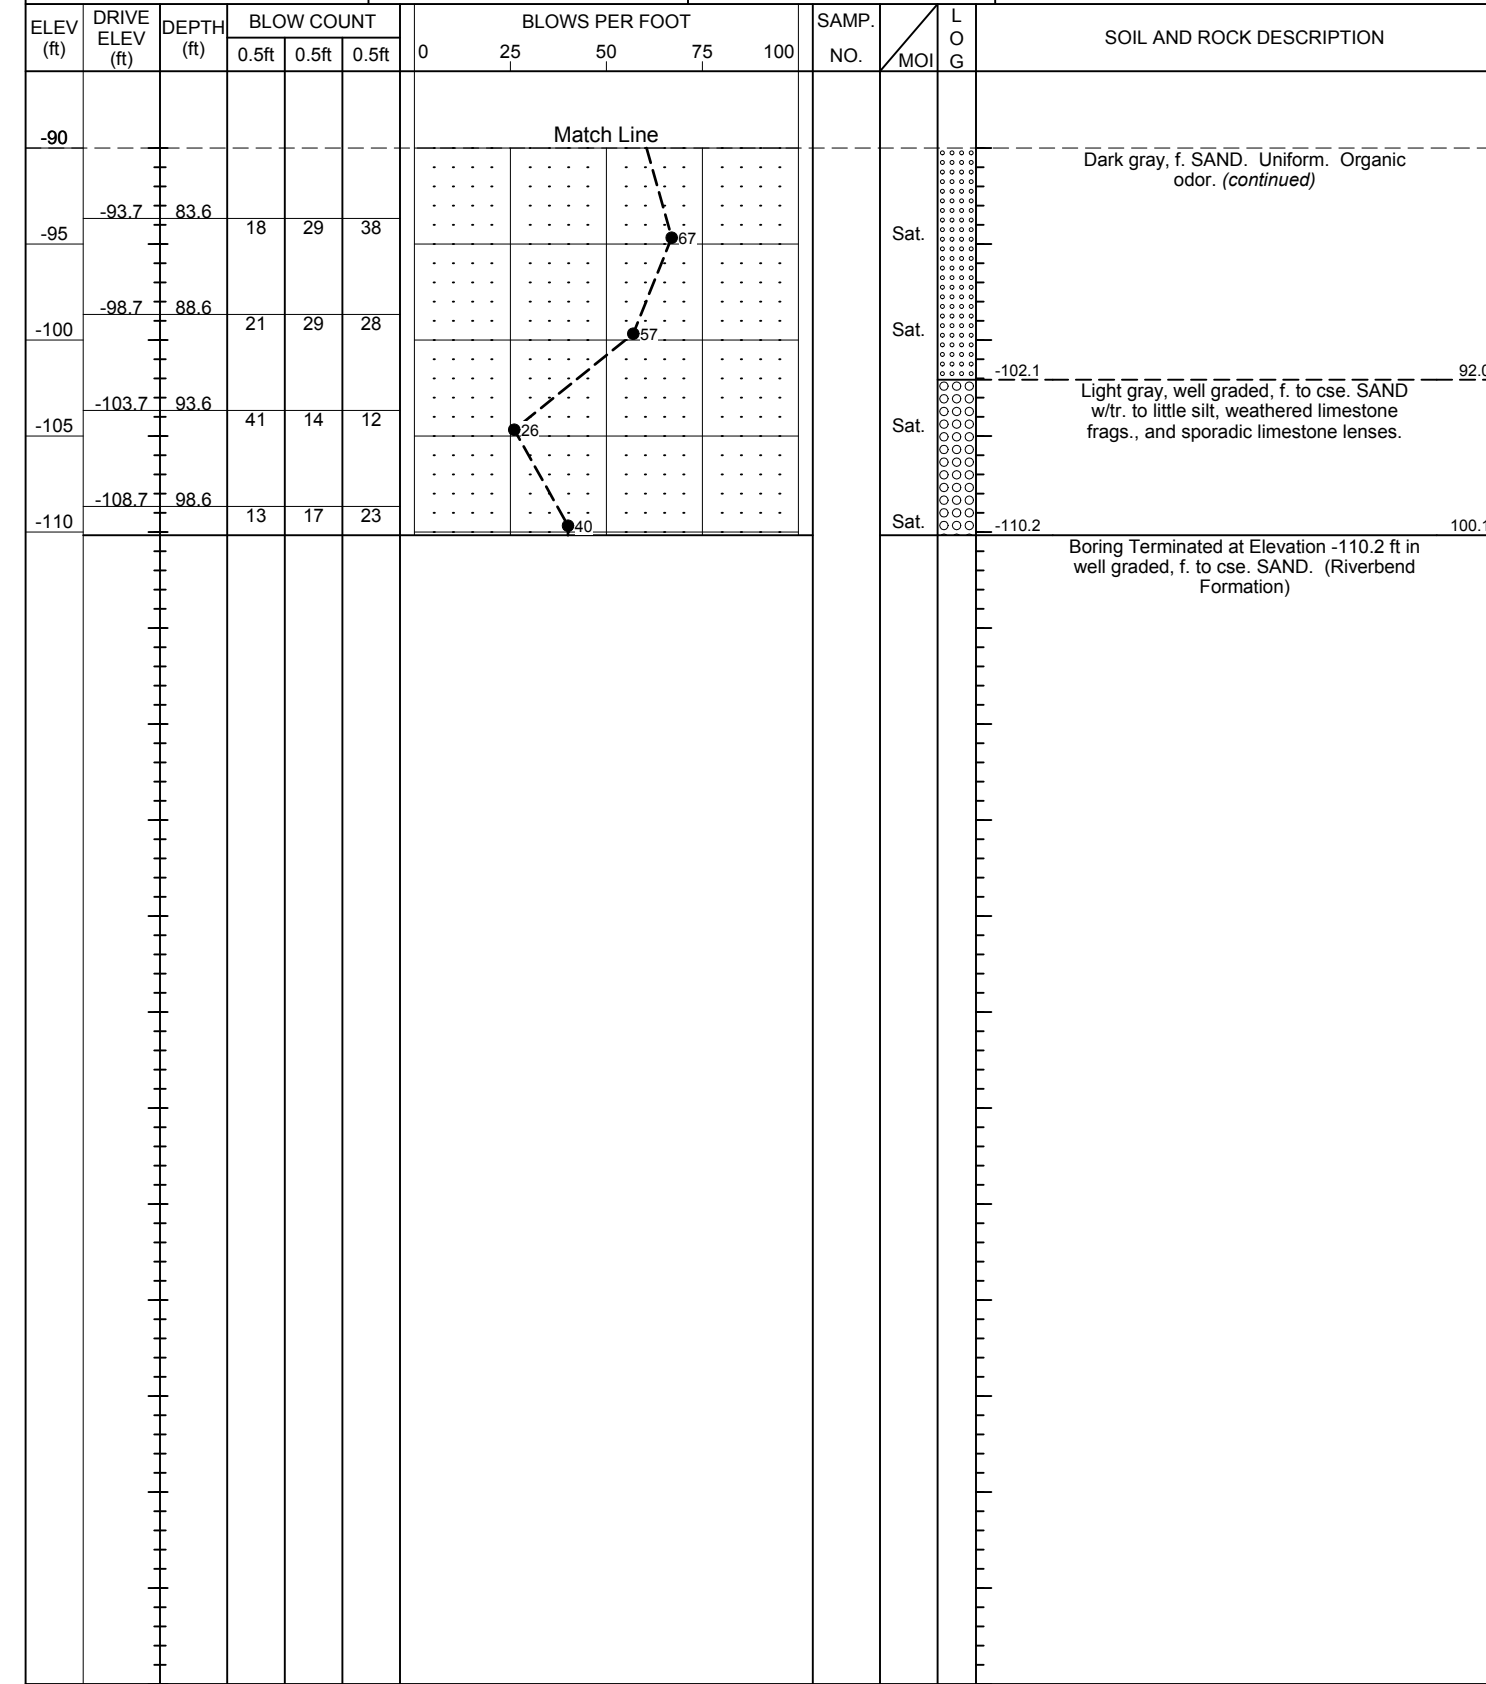 ELEV (ft) DRIVE ELEV (ft) DEPTH (ft) BLOW COUNT BLOWS PER FOOT SAMP. NO. MOI LOG SOIL AND ROCK DESCRIPTION
0.5ft 0.5ft 0.5ft 0 25 50 75 100
-90 Match Line
Dark gray, f. SAND. Uniform. Organic
odor. (continued)
-93.7 83.6
-95 18 29 38 67 Sat.
-98.7 88.6
-100 21 29 28 57 Sat.
-102.1 92.0
Light gray, well graded, f. to cse. SAND
w/tr. to little silt, weathered limestone
frags., and sporadic limestone lenses.
-103.7 93.6
-105 41 14 12 26 Sat.
-108.7 98.6
-110 13 17 23 40 Sat. -110.2 100.1
Boring Terminated at Elevation -110.2 ft in
well graded, f. to cse. SAND. (Riverbend
Formation)